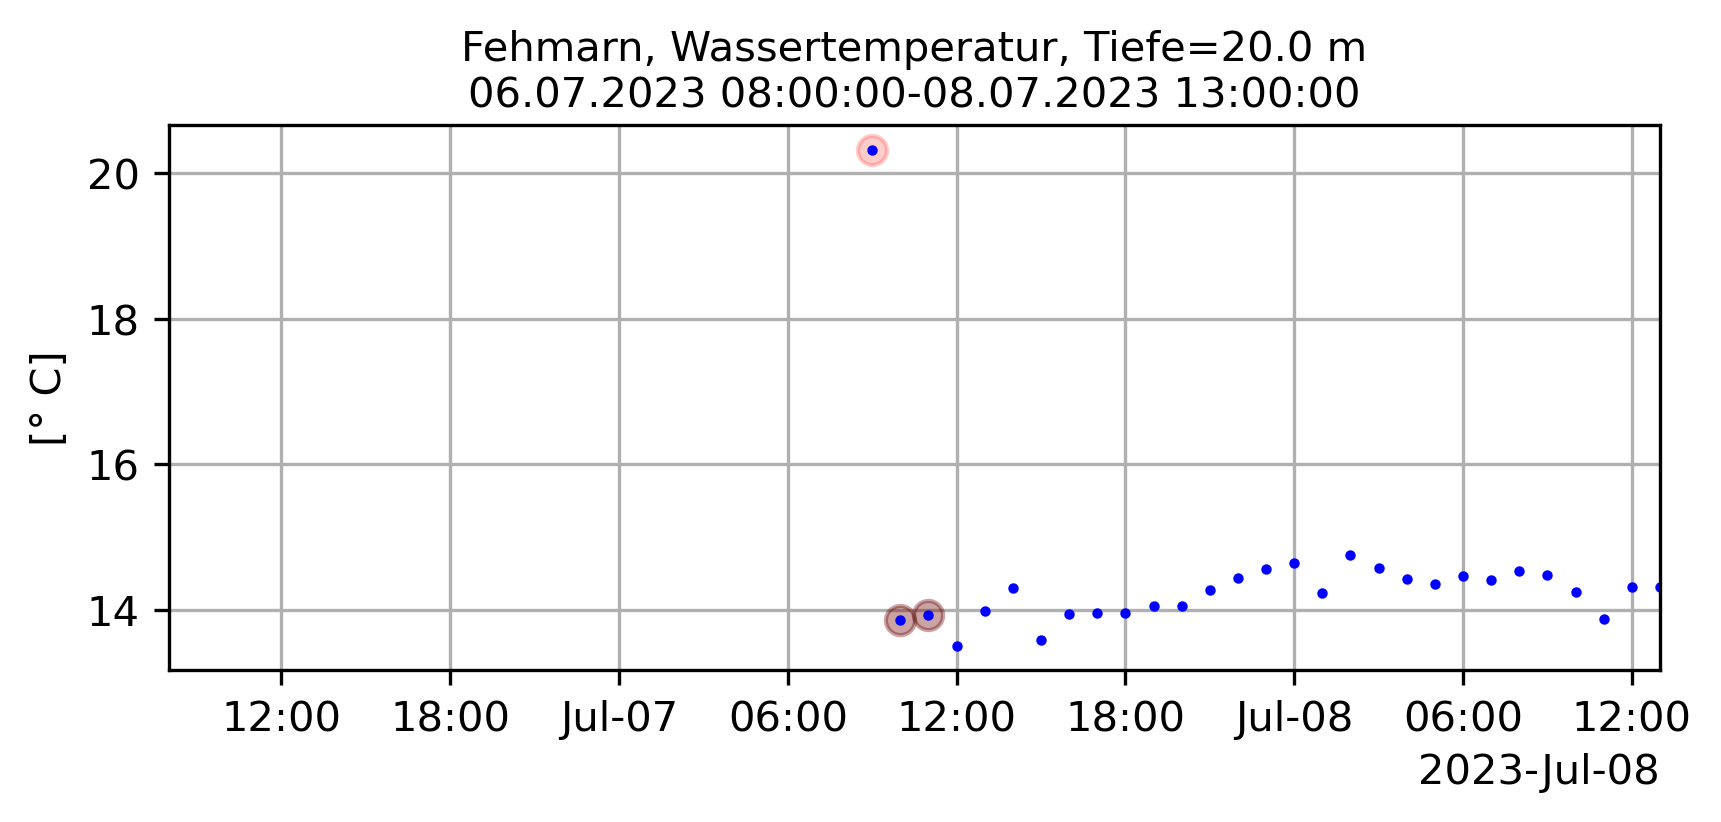 Fehmarn, Wassertemperatur, Tiefe=20.0 m
06.07.2023 08:00:00-08.07.2023 13:00:00
20
18
16
14
[° C]
12:00 18:00 Jul-07 06:00 12:00 18:00 Jul-08 06:00 12:00
2023-Jul-08